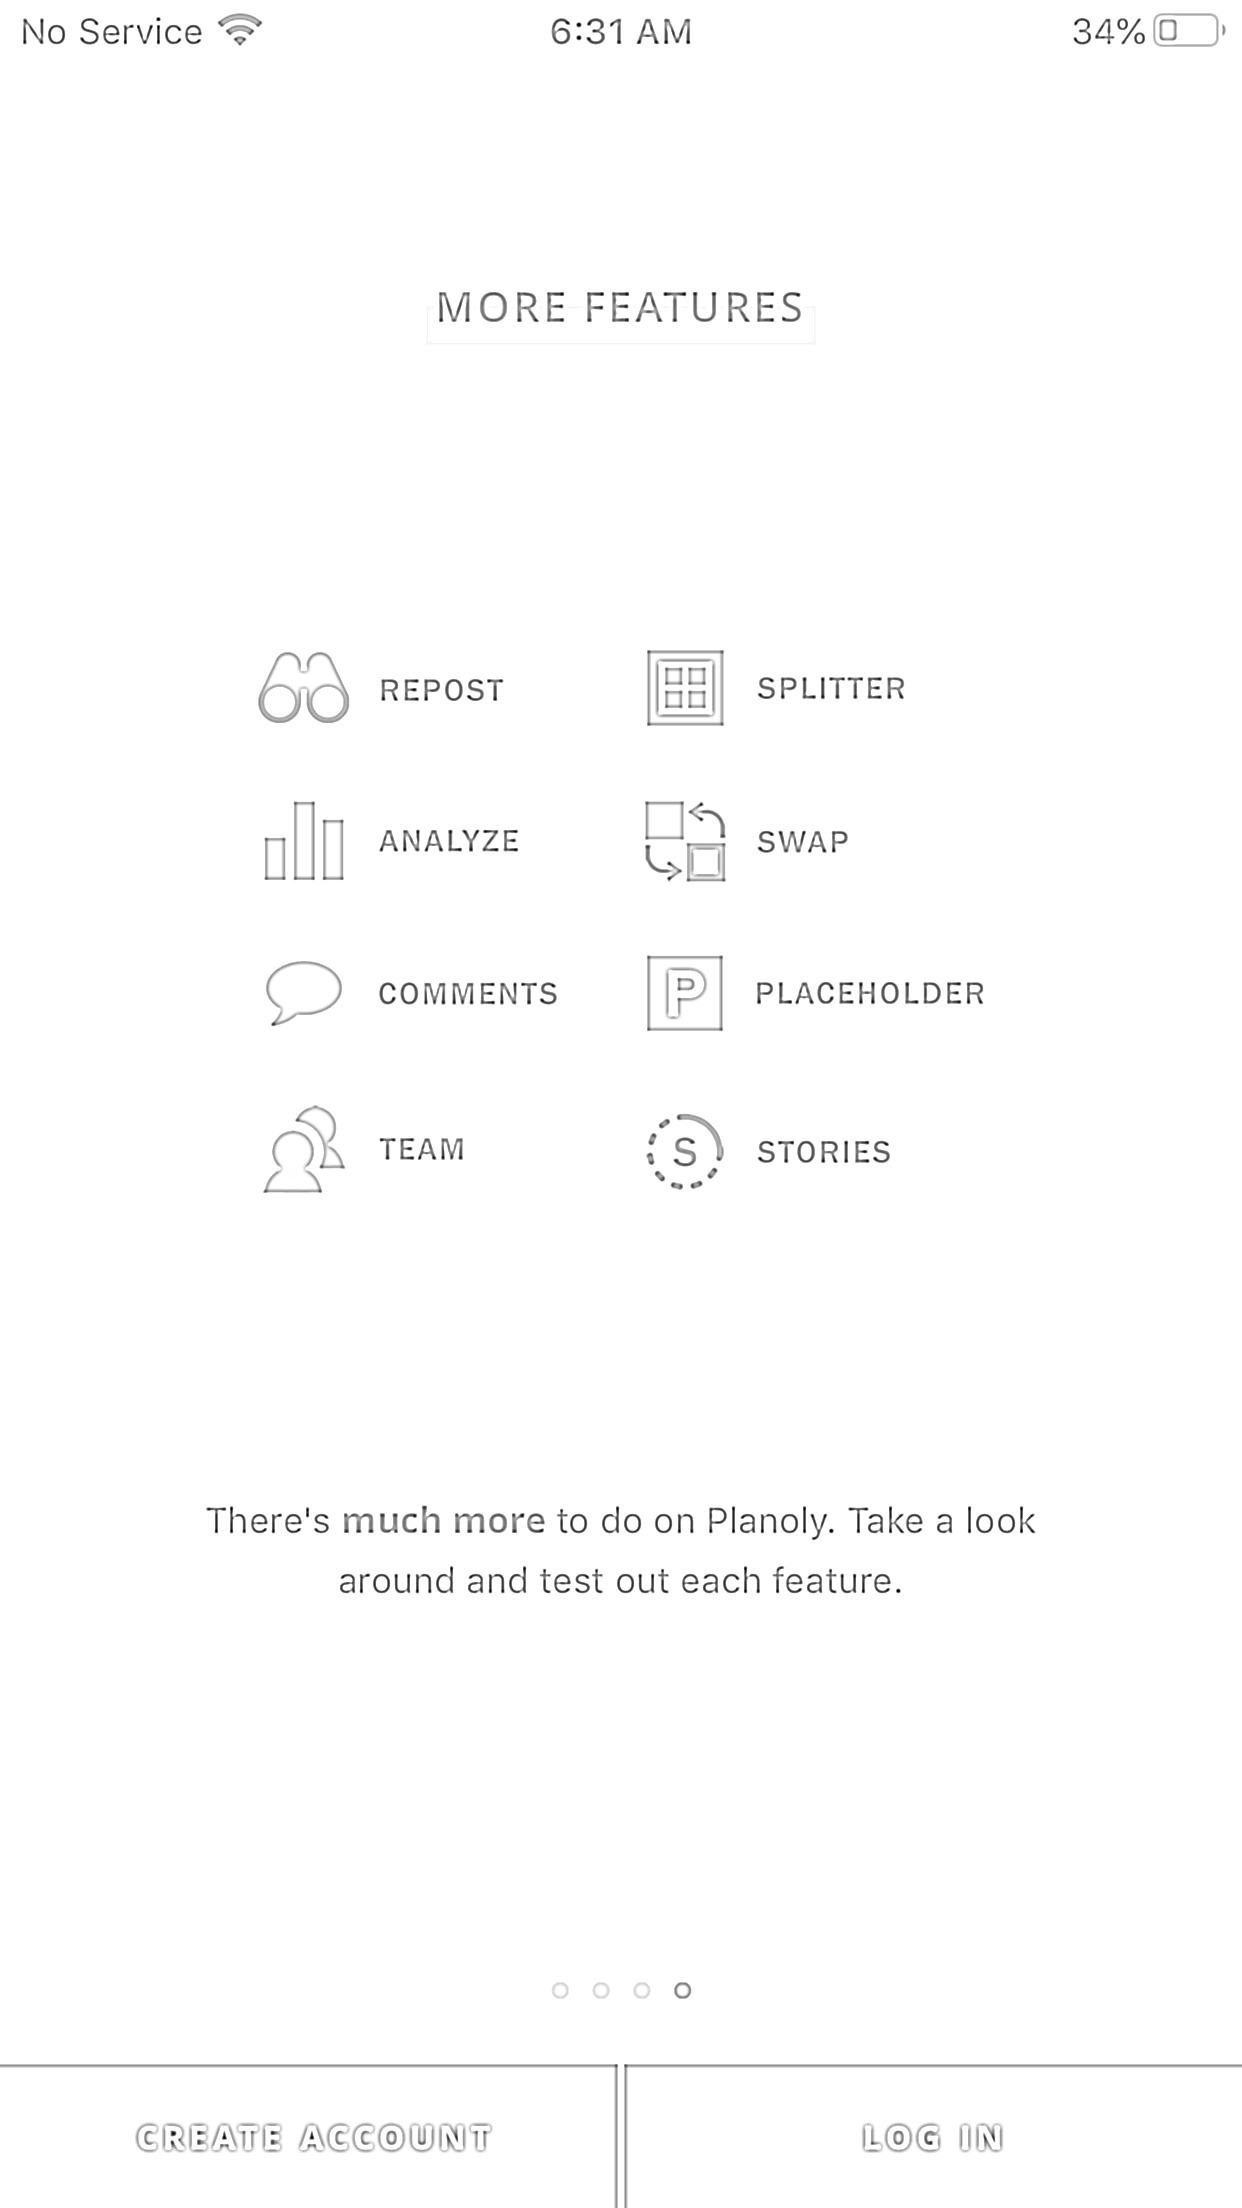 No Service 6:31 AM 34%
MORE FEATURES
REPOST SPLITTER
ANALYZE SWAP
COMMENTS P PLACEHOLDER
TEAM S STORIES
There's much more to do on Planoly. Take a look
around and test out each feature.
CREATE ACCOUNT LOG IN